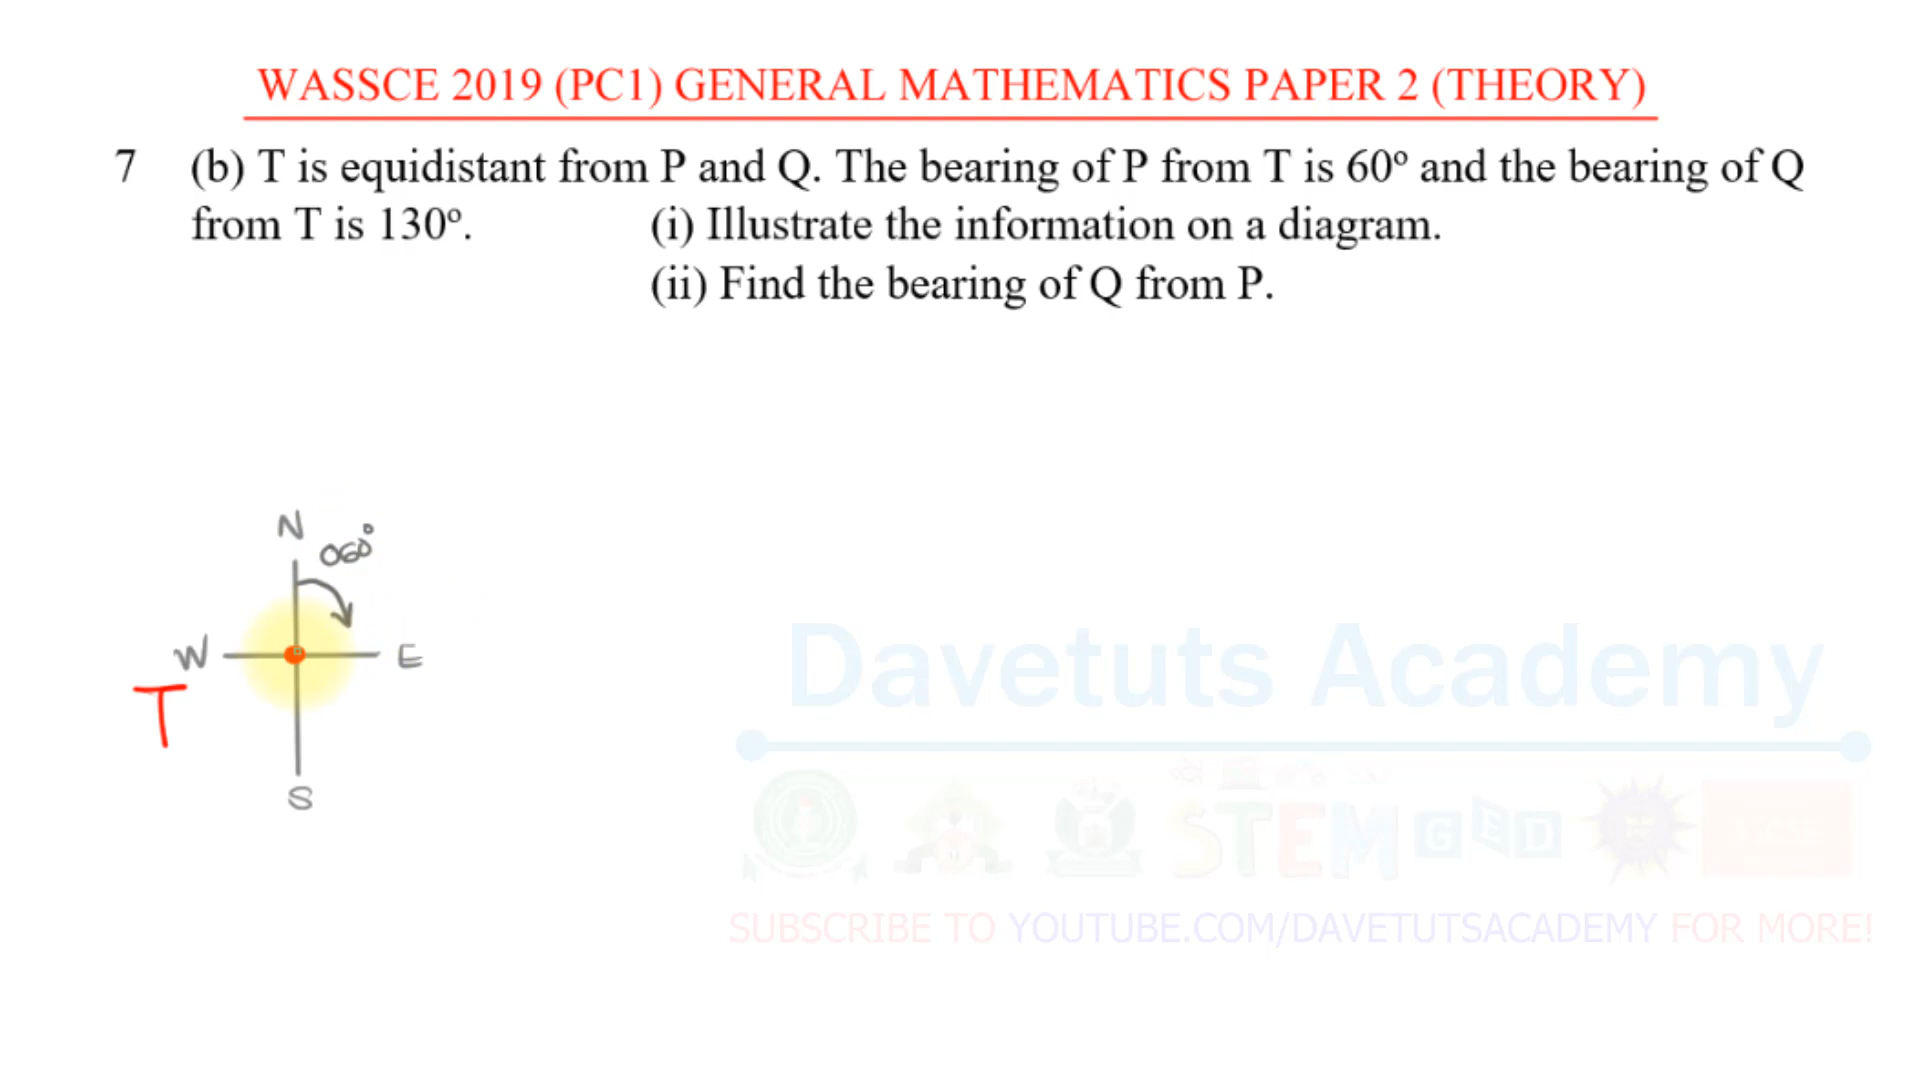 WASSCE 2019 (PC1) GENERAL MATHEMATICS PAPER 2 (THEORY)
7 (b) T is equidistant from P and Q. The bearing of P from T is 60° and the bearing of Q
from T is 130°. (i) Illustrate the information on a diagram.
(ii) Find the bearing of Q from P.
N
060°
W
E
T
S
Davetuts Academy
STEM GED
SUBSCRIBE TO YOUTUBE.COM/DAVETUTSACADEMY FOR MORE!